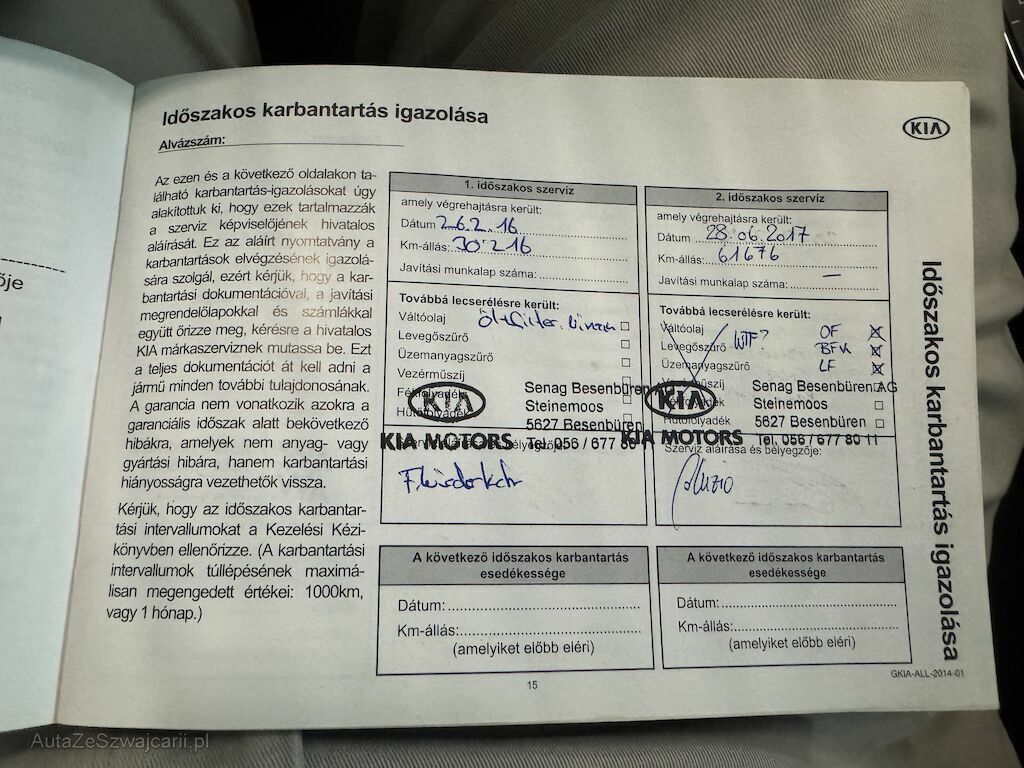 Időszakos karbantartás igazolása
Alvázszám:
KIA
Az ezen és a következő oldalakon ta-
lálható karbantartás-igazolásokat úgy
alakítottuk ki, hogy ezek tartalmazzák
a szerviz képviselőjének hivatalos
aláírását. Ez az aláírt nyomtatvány a
karbantartások elvégzésének igazolá-
sára szolgál, ezért kérjük, hogy a kar-
bantartási dokumentációval, a javítási
megrendelőlapokkal és számlákkal
együtt őrizze meg, kérésre a hivatalos
KIA márkaszerviznek mutassa be. Ezt
a teljes dokumentációt át kell adni a
jármű minden további tulajdonosának.
A garancia nem vonatkozik azokra a
garanciális időszak alatt bekövetkező
hibákra, amelyek nem anyag- vagy
gyártási hibára, hanem karbantartási
hiányosságra vezethetők vissza.
Kérjük, hogy az időszakos karbantar-
tási intervallumokat a Kezelési Kézi-
könyvben ellenőrizze. (A karbantartási
intervallumok túllépésének maximá-
lisan megengedett értékei: 1000km,
vagy 1 hónap.)
1. időszakos szerviz
amely végrehajtásra került:
Dátum 26.2.16
Km-állás: 30'216
Javítási munkalap száma:
Továbbá lecserélésre került:
Váltóolaj
Levegőszűrő
Üzemanyagszűrő
Vezérműszíj
Fékfolyadék
Hűtőfolyadék
KIA
KIA MOTORS
Senag Besenbüren
Steinemoos
5627 Besenbüren
Tel. 056 / 677 80 11
A következő időszakos karbantartás
esedékessége
Dátum:
Km-állás:
(amelyiket előbb eléri)
2. időszakos szerviz
amely végrehajtásra került:
Dátum 28.06.2017
Km-állás: 61676
Javítási munkalap száma: —
Továbbá lecserélésre került:
Váltóolaj OF
Levegőszűrő WTF? BFK
Üzemanyagszűrő LF
Vezérműszíj
Fékfolyadék
Hűtőfolyadék
KIA
KIA MOTORS
Senag Besenbüren AG
Steinemoos
5627 Besenbüren
Tel. 056 / 677 80 11
Szerviz aláírása és bélyegzője:
A következő időszakos karbantartás
esedékessége
Dátum:
Km-állás:
(amelyiket előbb eléri)
Időszakos karbantartás igazolása
GKIA-ALL-2014-01
15
je
AutaZeSzwajcarii.pl